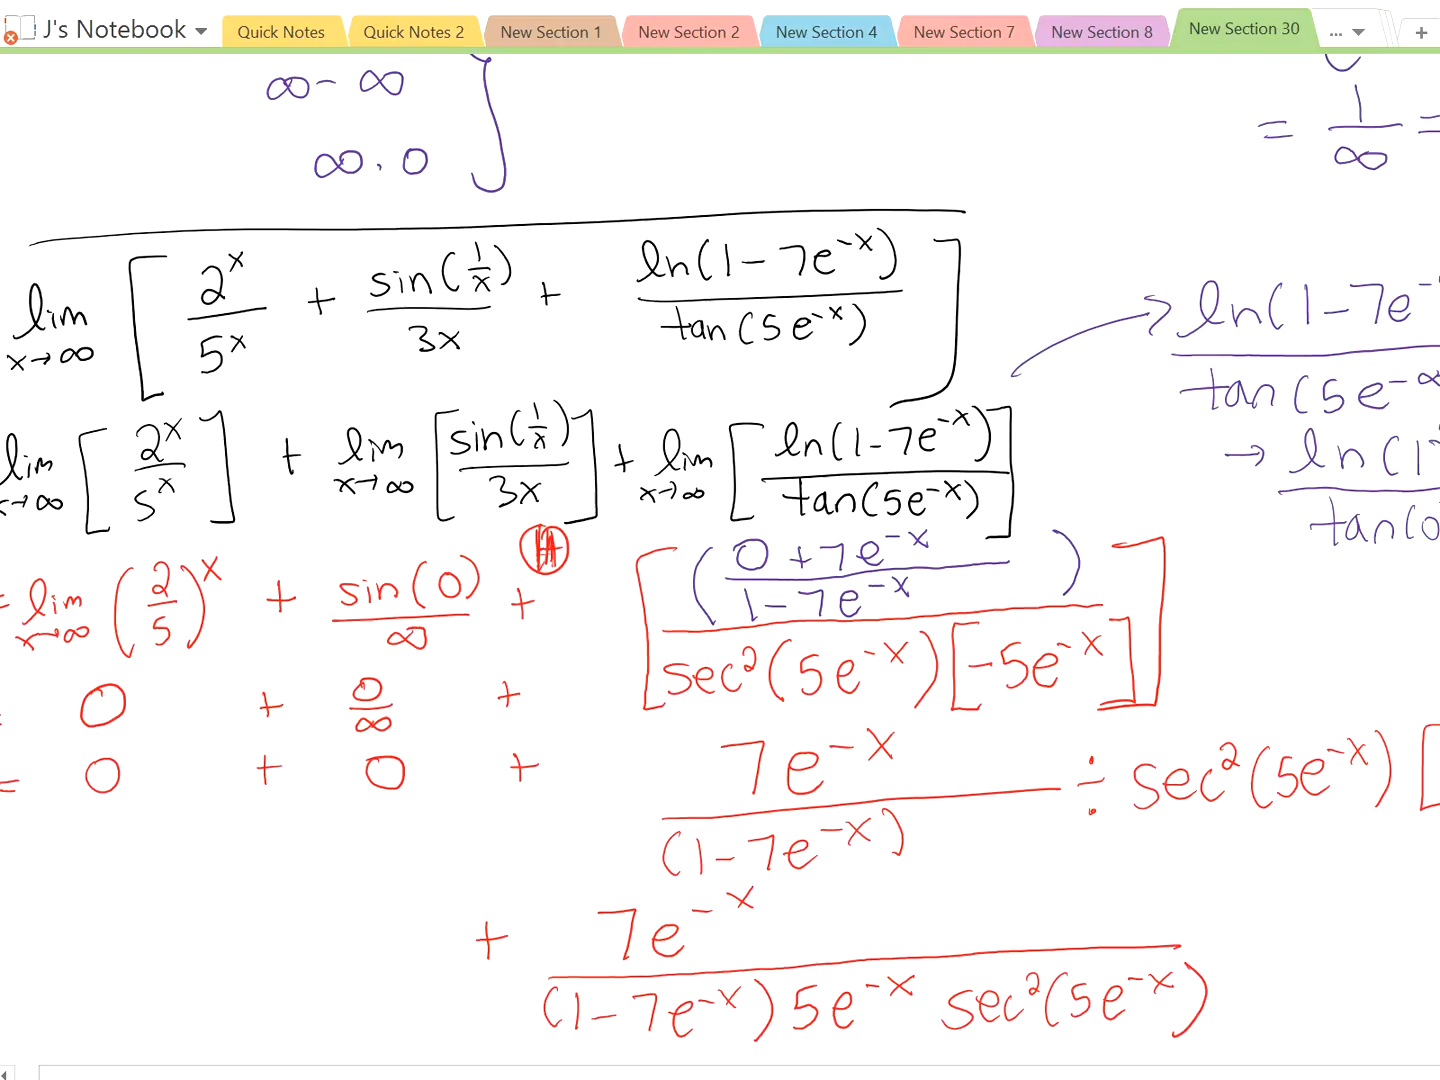 J's Notebook Quick Notes Quick Notes 2 New Section 1 New Section 2 New Section 4 New Section 7 New Section 8 New Section 30 ... +
∞ - ∞
= 1/∞ =
∞ . 0
lim x→∞ [ 2^x / 5^x + sin(1/x) / 3x + ln(1 - 7e^-x) / tan(5e^-x) ]
→ ln(1 - 7e^- / tan(5e^-∞
lim x→∞ [ 2^x / 5^x ] + lim x→∞ [ sin(1/x) / 3x ] + lim x→∞ [ ln(1 - 7e^-x) / tan(5e^-x) ]
→ ln(1 / tan(0
= lim x→∞ (2/5)^x + sin(0) / ∞ + H [ ( 0 + 7e^-x / 1 - 7e^-x ) / sec²(5e^-x) [-5e^-x] ]
= 0 + 0/∞ +
= 0 + 0 + 7e^-x / (1 - 7e^-x) ÷ sec²(5e^-x) [
+ 7e^-x / (1 - 7e^-x) 5e^-x sec²(5e^-x)